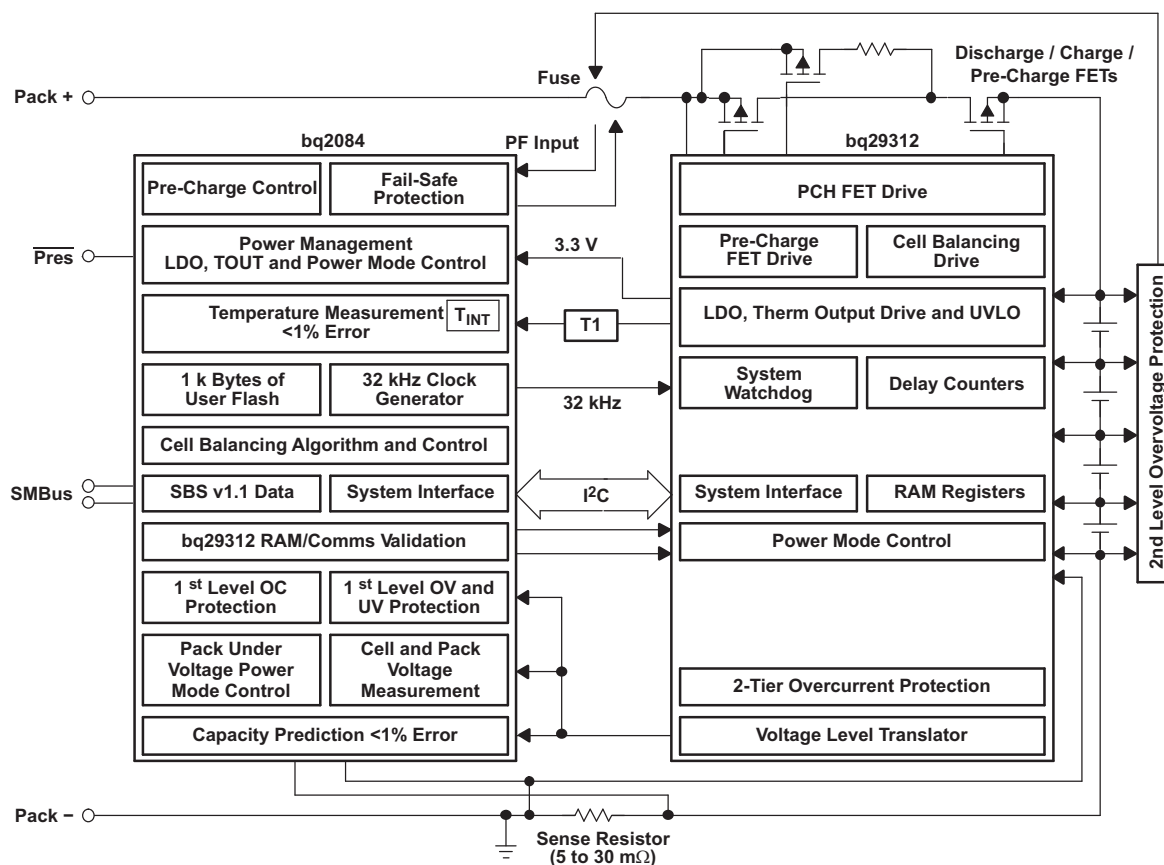 Discharge / Charge /
Pre-Charge FETs
Fuse
Pack +
bq2084
PF Input
bq29312
Pre-Charge Control
Fail-Safe
Protection
PCH FET Drive
Pres
Power Management
LDO, TOUT and Power Mode Control
3.3 V
Pre-Charge
FET Drive
Cell Balancing
Drive
Temperature Measurement
<1% Error
TINT
T1
LDO, Therm Output Drive and UVLO
1 k Bytes of
User Flash
32 kHz Clock
Generator
32 kHz
System
Watchdog
Delay Counters
Cell Balancing Algorithm and Control
SMBus
SBS v1.1 Data
System Interface
I2C
System Interface
RAM Registers
bq29312 RAM/Comms Validation
Power Mode Control
2nd Level Overvoltage Protection
1 st Level OC
Protection
1 st Level OV and
UV Protection
Pack Under
Voltage Power
Mode Control
Cell and Pack
Voltage
Measurement
2-Tier Overcurrent Protection
Capacity Prediction <1% Error
Voltage Level Translator
Pack −
Sense Resistor
(5 to 30 mΩ)